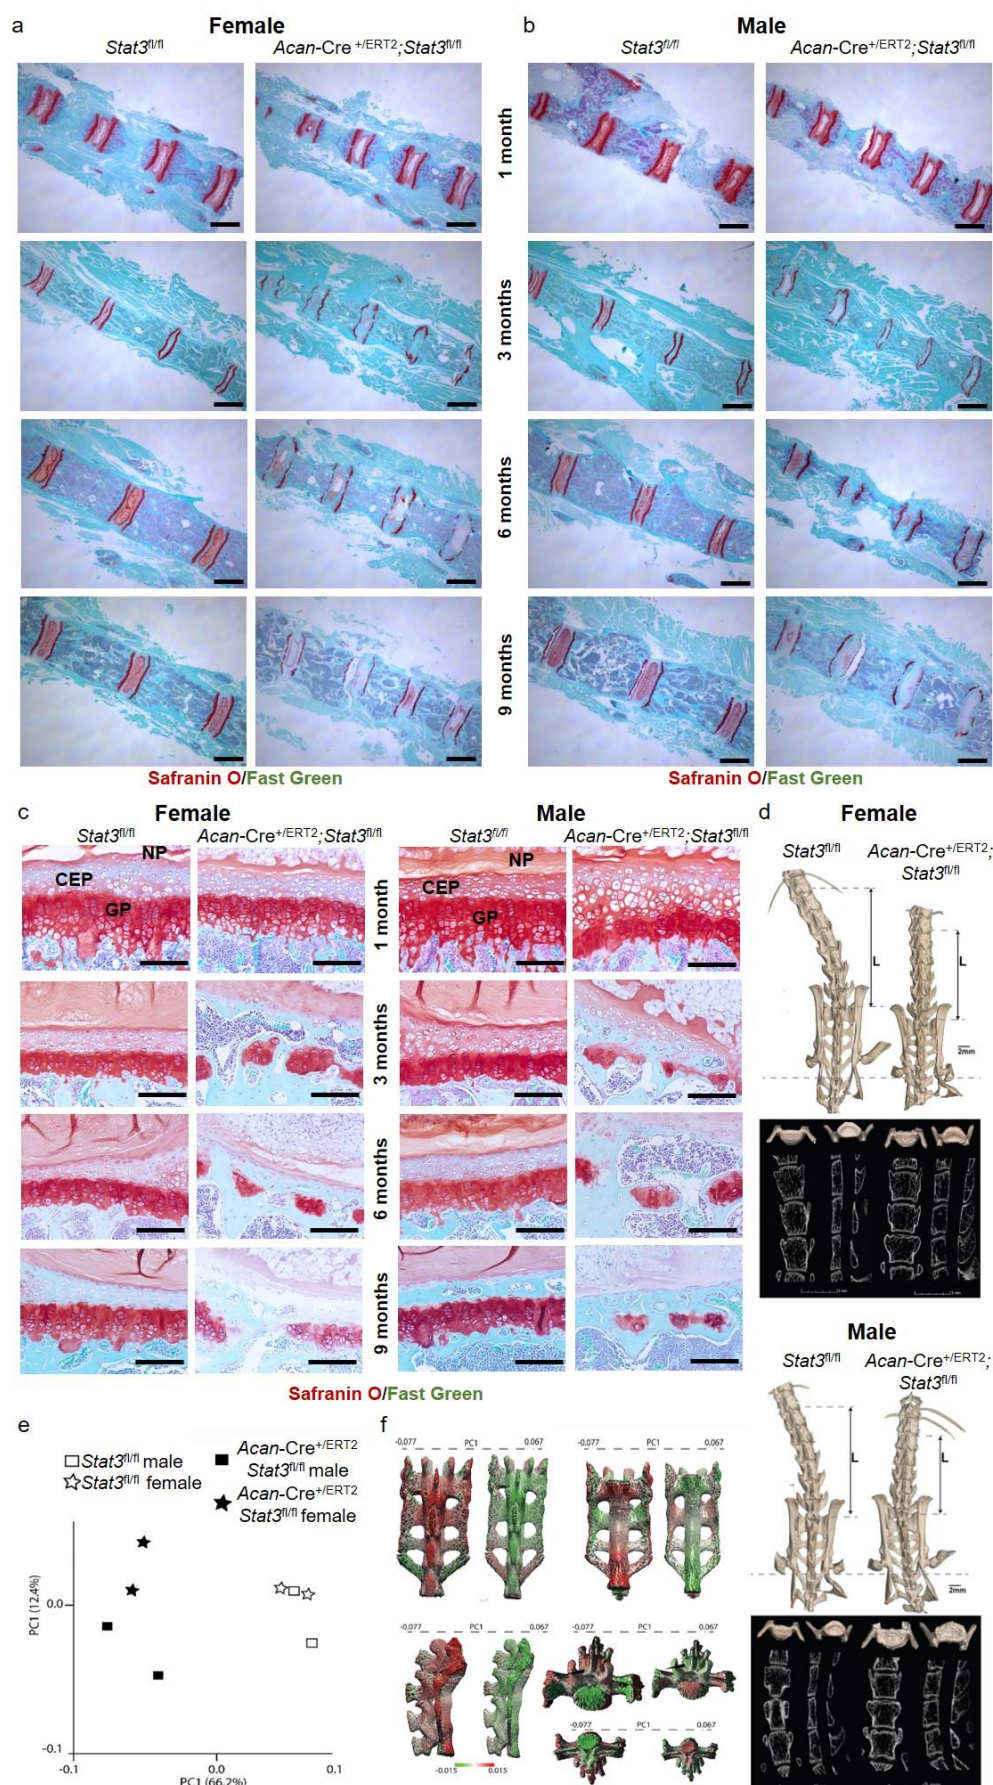 a
Female
Stat3fl/fl
Acan-Cre+/ERT2;Stat3fl/fl
b
Male
Stat3fl/fl
Acan-Cre+/ERT2;Stat3fl/fl
1 month
3 months
6 months
9 months
Safranin O/Fast Green
Safranin O/Fast Green
c
Female
Male
Stat3fl/fl
Acan-Cre+/ERT2;Stat3fl/fl
Stat3fl/fl
Acan-Cre+/ERT2;Stat3fl/fl
NP
CEP
GP
NP
CEP
GP
1 month
3 months
6 months
9 months
Safranin O/Fast Green
d
Female
Stat3fl/fl
Acan-Cre+/ERT2;
Stat3fl/fl
L
L
2mm
Male
Stat3fl/fl
Acan-Cre+/ERT2;
Stat3fl/fl
L
L
2mm
e
Stat3fl/fl male
Stat3fl/fl female
Acan-Cre+/ERT2
Stat3fl/fl male
Acan-Cre+/ERT2
Stat3fl/fl female
PC1 (12.4%)
0.0
-0.1
-0.1
0.0
0.1
PC1 (66.2%)
f
-0.077 PC1 0.067
-0.077 PC1 0.067
-0.077 PC1 0.067
-0.077 PC1 0.067
-0.077 PC1 0.067
-0.015 0.015